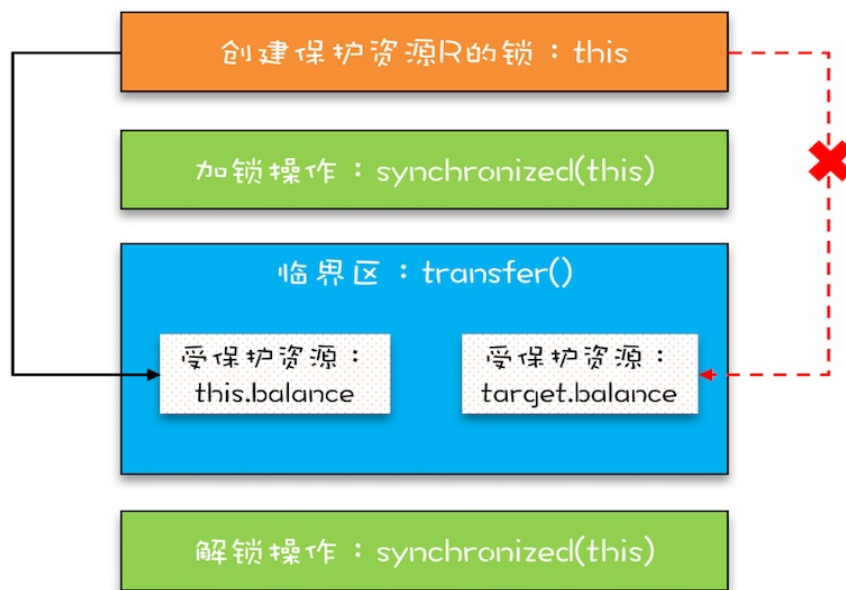 创建保护资源R的锁：this
加锁操作：synchronized(this)
临界区：transfer()
受保护资源：
this.balance
受保护资源：
target.balance
解锁操作：synchronized(this)